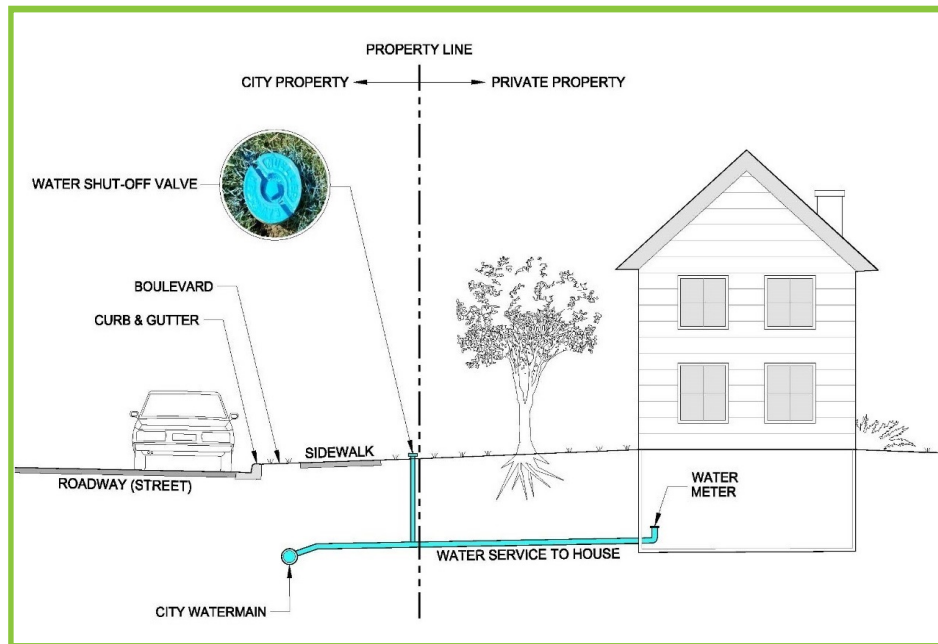 PROPERTY LINE
CITY PROPERTY
PRIVATE PROPERTY
WATER SHUT-OFF VALVE
BOULEVARD
CURB & GUTTER
SIDEWALK
ROADWAY (STREET)
WATER
METER
WATER SERVICE TO HOUSE
CITY WATERMAIN